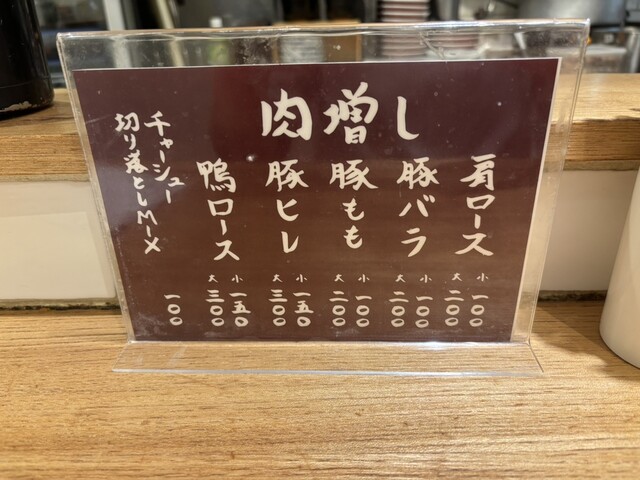 肉増し
肩ロース
小 一〇〇
大 二〇〇
豚バラ
小 一〇〇
大 二〇〇
豚もも
小 一〇〇
大 二〇〇
豚ヒレ
小 一五〇
大 三〇〇
鴨ロース
小 一五〇
大 三〇〇
チャーシュー
切り落としMIX
一〇〇